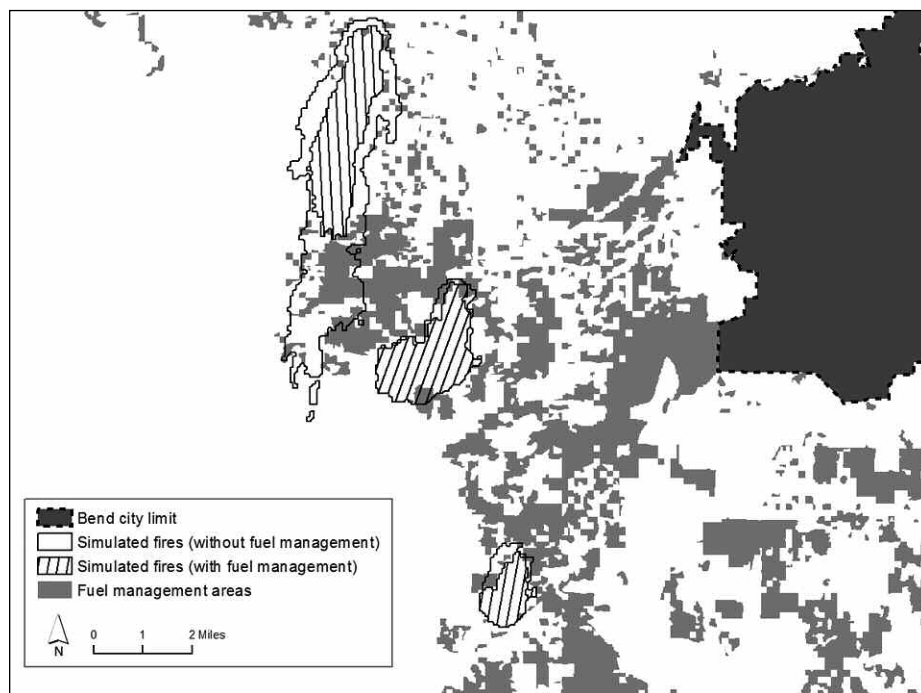 Bend city limit
Simulated fires (without fuel management)
Simulated fires (with fuel management)
Fuel management areas
N
0 1 2 Miles